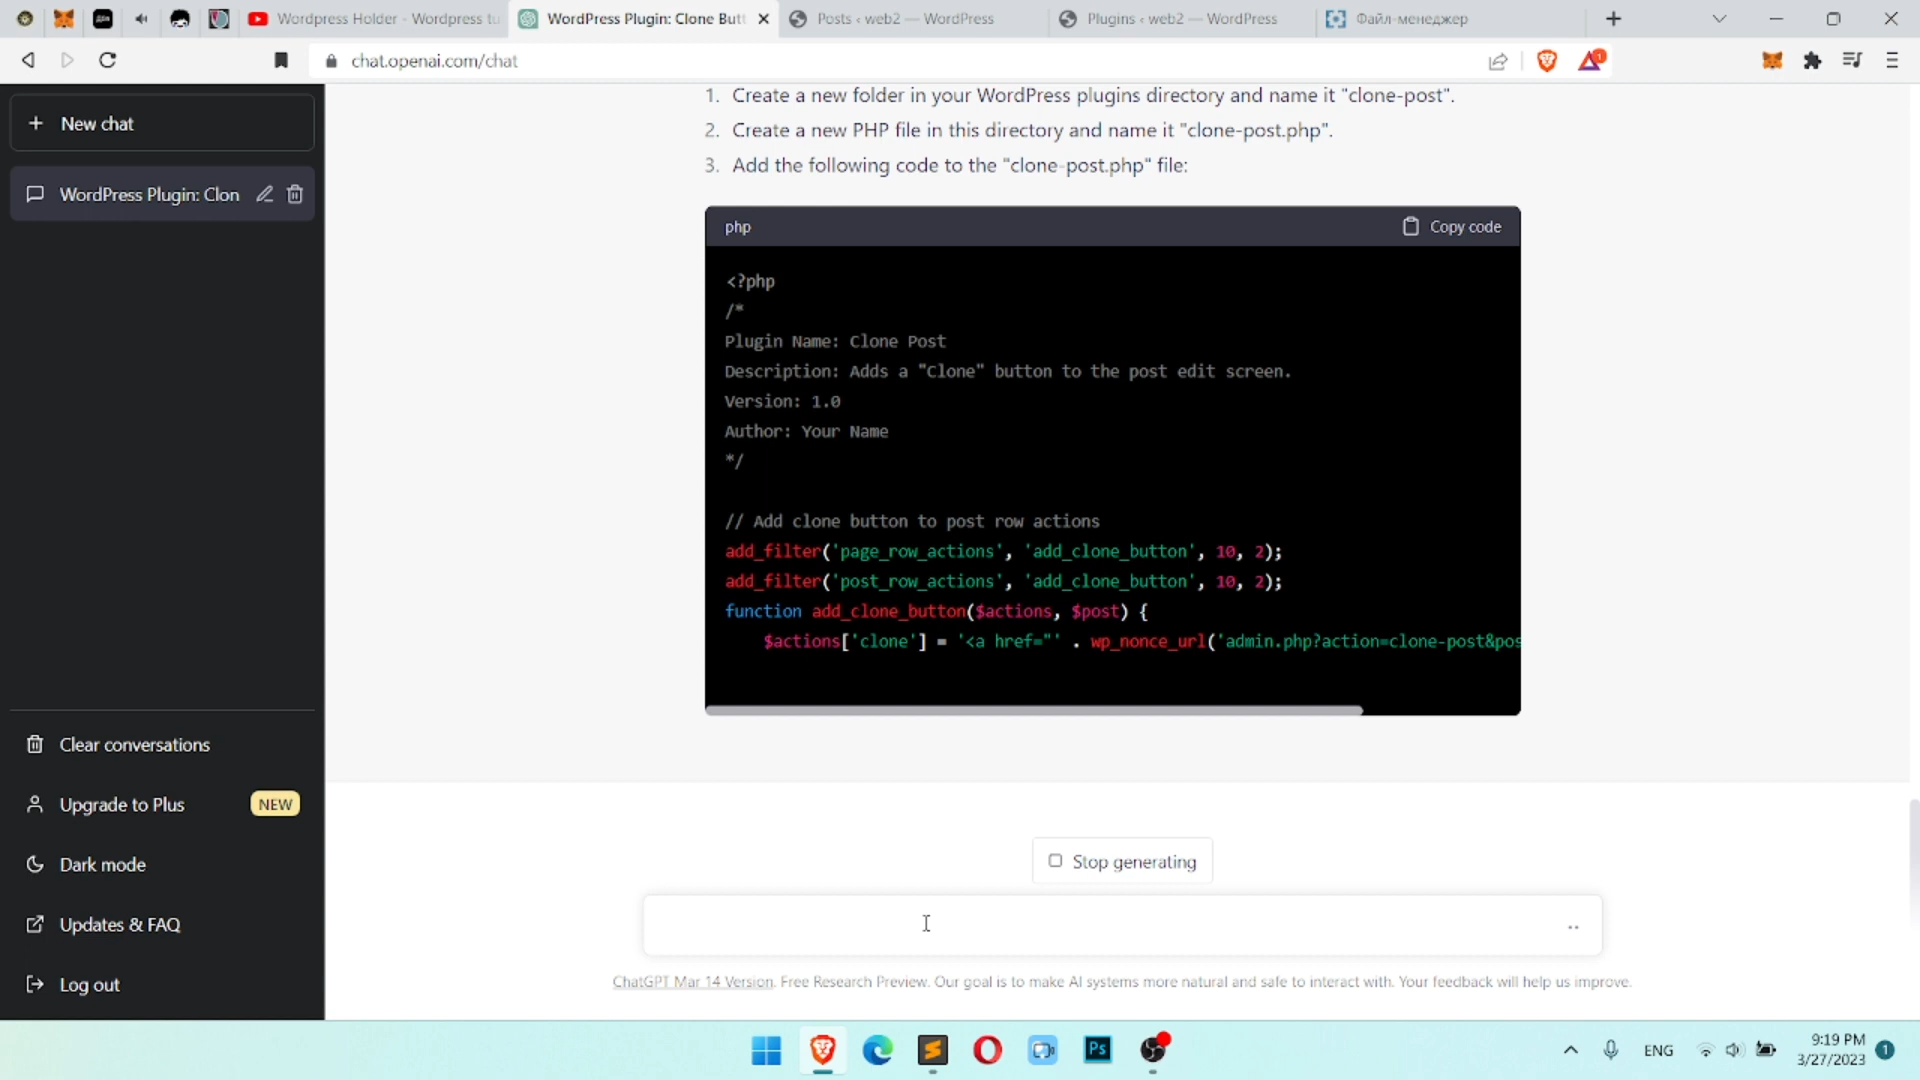 Wordpress Holder - Wordpress tu
WordPress Plugin: Clone Butt
Posts ‹ web2 — WordPress
Plugins ‹ web2 — WordPress
Файл-менеджер
chat.openai.com/chat
1
New chat
WordPress Plugin: Clon
1. Create a new folder in your WordPress plugins directory and name it "clone-post".
2. Create a new PHP file in this directory and name it "clone-post.php".
3. Add the following code to the "clone-post.php" file:
php
Copy code
<?php
/*
Plugin Name: Clone Post
Description: Adds a "Clone" button to the post edit screen.
Version: 1.0
Author: Your Name
*/
// Add clone button to post row actions
add_filter('page_row_actions', 'add_clone_button', 10, 2);
add_filter('post_row_actions', 'add_clone_button', 10, 2);
function add_clone_button($actions, $post) {
$actions['clone'] = '<a href="' . wp_nonce_url('admin.php?action=clone-post&pos
Clear conversations
Upgrade to Plus
NEW
Dark mode
Updates & FAQ
Log out
Stop generating
ChatGPT Mar 14 Version. Free Research Preview. Our goal is to make AI systems more natural and safe to interact with. Your feedback will help us improve.
Ps
ENG
9:19 PM
3/27/2023
1